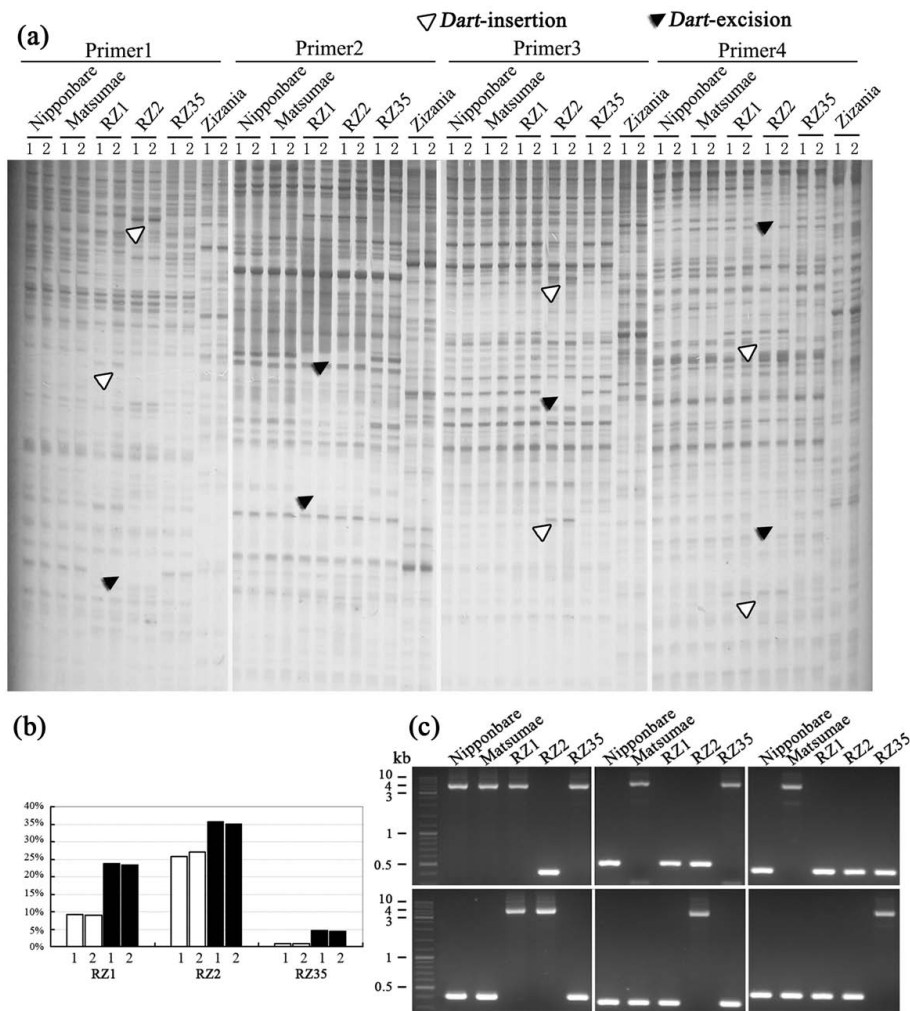 (a)
Dart-insertion Dart-excision
Primer1 Primer2 Primer3 Primer4
Nipponbare Matsumae RZ1 RZ2 RZ35 Zizania Nipponbare Matsumae RZ1 RZ2 RZ35 Zizania Nipponbare Matsumae RZ1 RZ2 RZ35 Zizania Nipponbare Matsumae RZ1 RZ2 RZ35 Zizania
1 2 1 2 1 2 1 2 1 2 1 2 1 2 1 2 1 2 1 2 1 2 1 2 1 2 1 2 1 2 1 2 1 2 1 2 1 2 1 2 1 2 1 2 1 2 1 2
(b)
40%
35%
30%
25%
20%
15%
10%
5%
0%
1 2 1 2 1 2 1 2 1 2 1 2
RZ1 RZ2 RZ35
(c)
Nipponbare Matsumae RZ1 RZ2 RZ35 Nipponbare Matsumae RZ1 RZ2 RZ35 Nipponbare Matsumae RZ1 RZ2 RZ35
kb
10
4
3
1
0.5
10
4
3
1
0.5